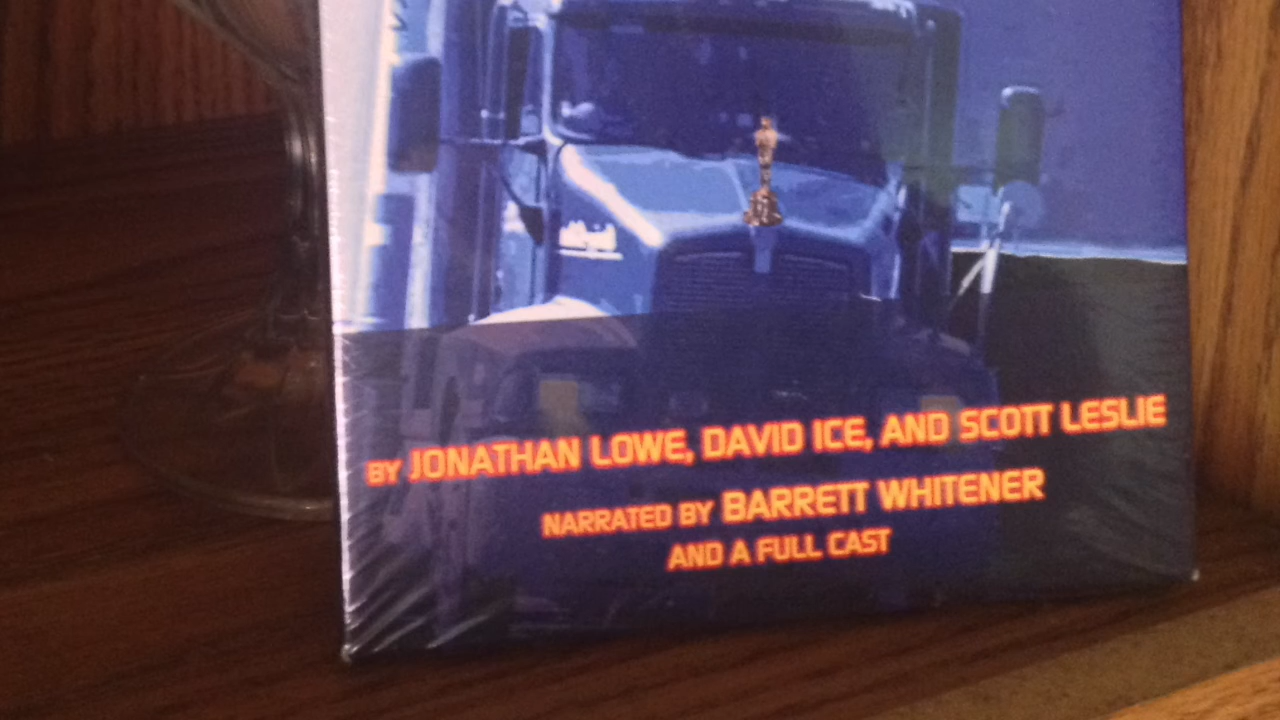 BY JONATHAN LOWE, DAVID ICE, AND SCOTT LESLIE
NARRATED BY BARRETT WHITENER
AND A FULL CAST